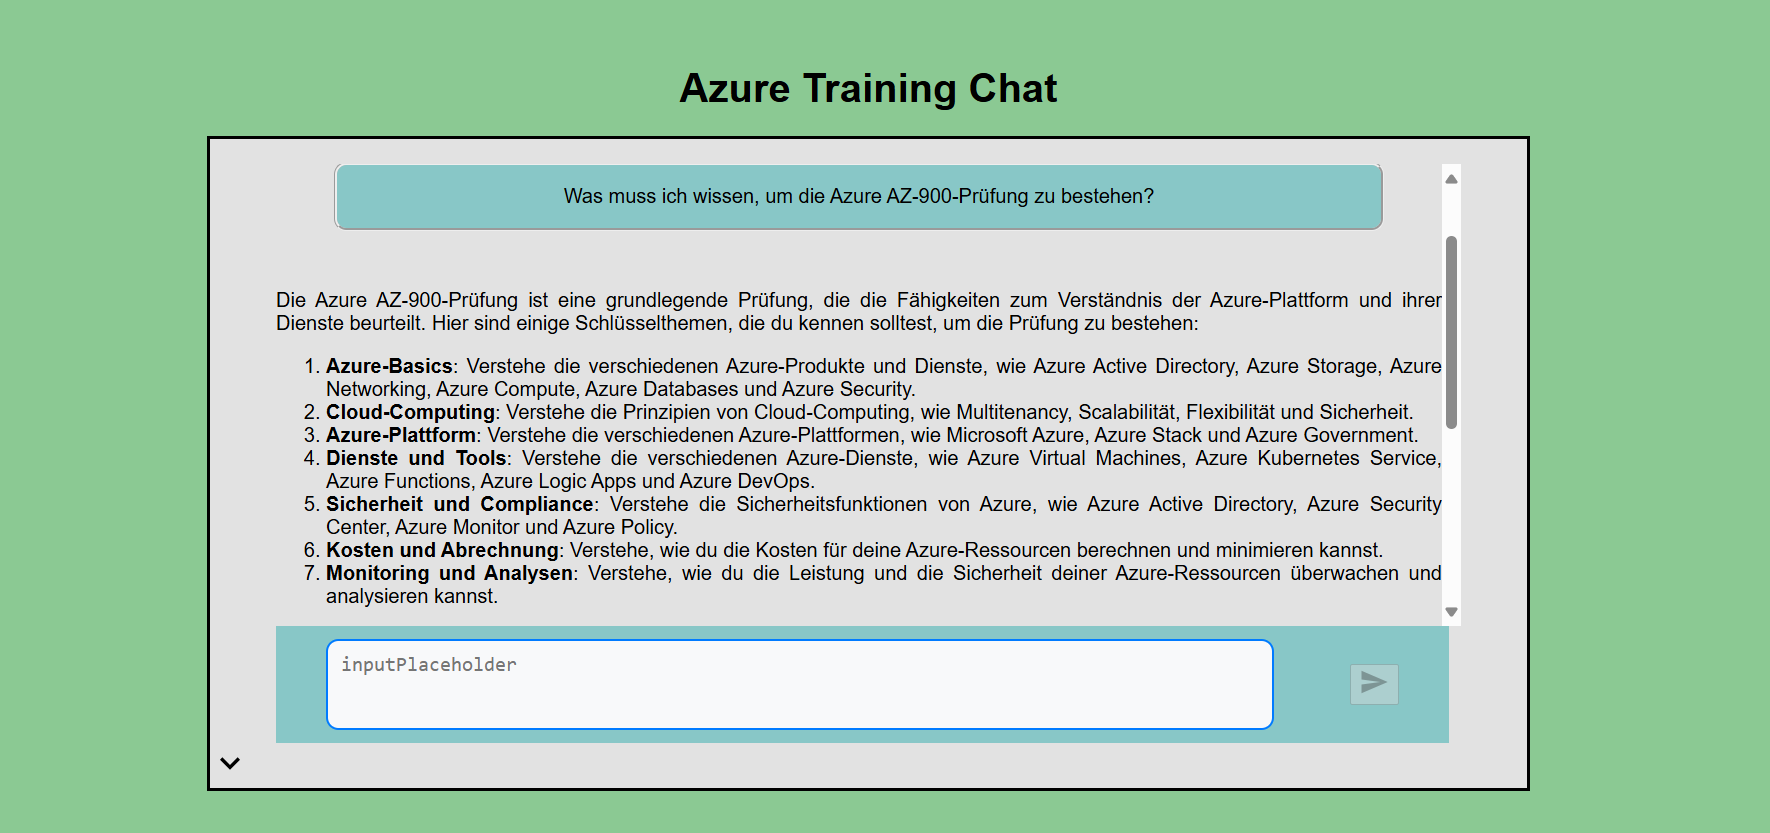 Azure Training Chat
Was muss ich wissen, um die Azure AZ-900-Prüfung zu bestehen?
Die Azure AZ-900-Prüfung ist eine grundlegende Prüfung, die die Fähigkeiten zum Verständnis der Azure-Plattform und ihrer
Dienste beurteilt. Hier sind einige Schlüsselthemen, die du kennen solltest, um die Prüfung zu bestehen:
1. Azure-Basics: Verstehe die verschiedenen Azure-Produkte und Dienste, wie Azure Active Directory, Azure Storage, Azure
Networking, Azure Compute, Azure Databases und Azure Security.
2. Cloud-Computing: Verstehe die Prinzipien von Cloud-Computing, wie Multitenancy, Scalabilität, Flexibilität und Sicherheit.
3. Azure-Plattform: Verstehe die verschiedenen Azure-Plattformen, wie Microsoft Azure, Azure Stack und Azure Government.
4. Dienste und Tools: Verstehe die verschiedenen Azure-Dienste, wie Azure Virtual Machines, Azure Kubernetes Service,
Azure Functions, Azure Logic Apps und Azure DevOps.
5. Sicherheit und Compliance: Verstehe die Sicherheitsfunktionen von Azure, wie Azure Active Directory, Azure Security
Center, Azure Monitor und Azure Policy.
6. Kosten und Abrechnung: Verstehe, wie du die Kosten für deine Azure-Ressourcen berechnen und minimieren kannst.
7. Monitoring und Analysen: Verstehe, wie du die Leistung und die Sicherheit deiner Azure-Ressourcen überwachen und
analysieren kannst.
inputPlaceholder